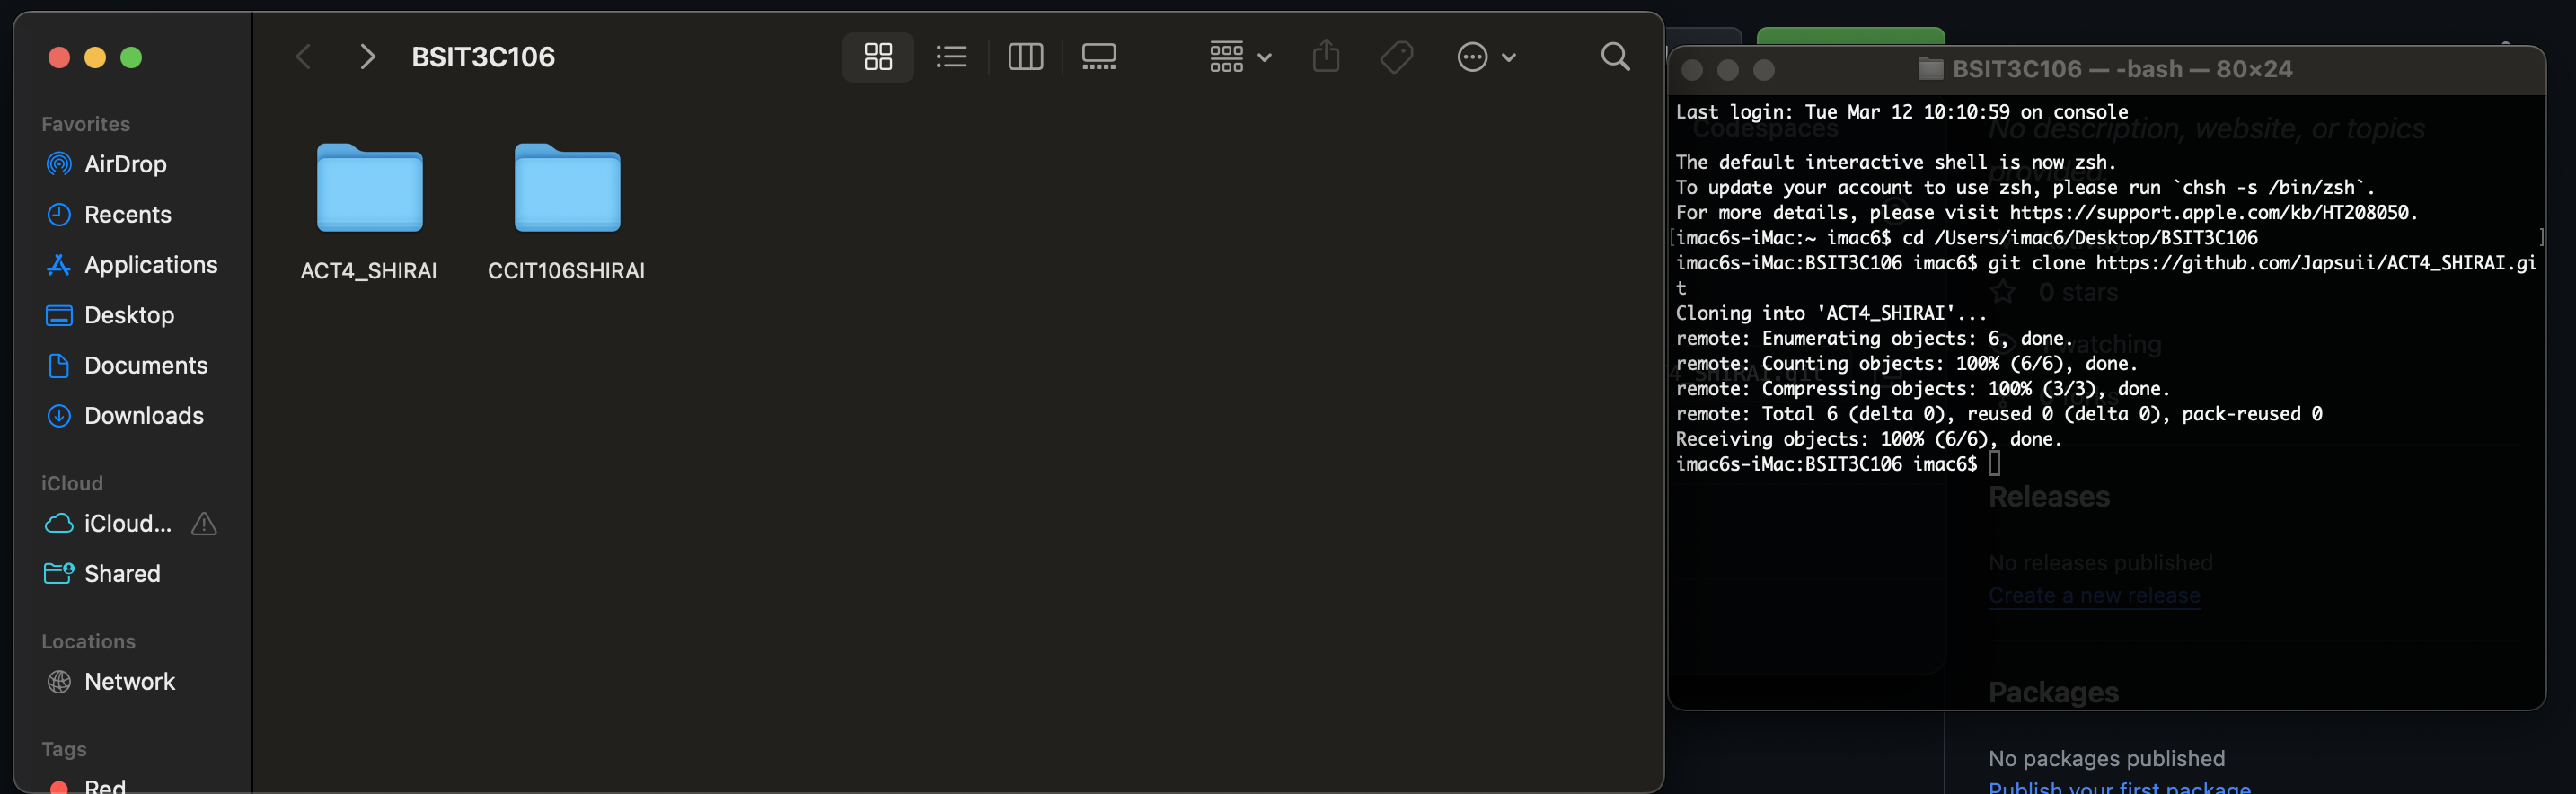 BSIT3C106
Favorites
AirDrop
Recents
Applications
Desktop
Documents
Downloads
iCloud
iCloud...
Shared
Locations
Network
Tags
Red
ACT4_SHIRAI
CCIT106SHIRAI
BSIT3C106 — -bash — 80×24
Last login: Tue Mar 12 10:10:59 on console
Codespaces
No description, website, or topics
provided.
The default interactive shell is now zsh.
To update your account to use zsh, please run `chsh -s /bin/zsh`.
For more details, please visit https://support.apple.com/kb/HT208050.
[imac6s-iMac:~ imac6$ cd /Users/imac6/Desktop/BSIT3C106 ]
imac6s-iMac:BSIT3C106 imac6$ git clone https://github.com/Japsuii/ACT4_SHIRAI.gi
t
0 stars
Cloning into 'ACT4_SHIRAI'...
remote: Enumerating objects: 6, done.
watching
remote: Counting objects: 100% (6/6), done.
remote: Compressing objects: 100% (3/3), done.
remote: Total 6 (delta 0), reused 0 (delta 0), pack-reused 0
Receiving objects: 100% (6/6), done.
imac6s-iMac:BSIT3C106 imac6$
Releases
No releases published
Create a new release
Packages
No packages published
Publish your first package